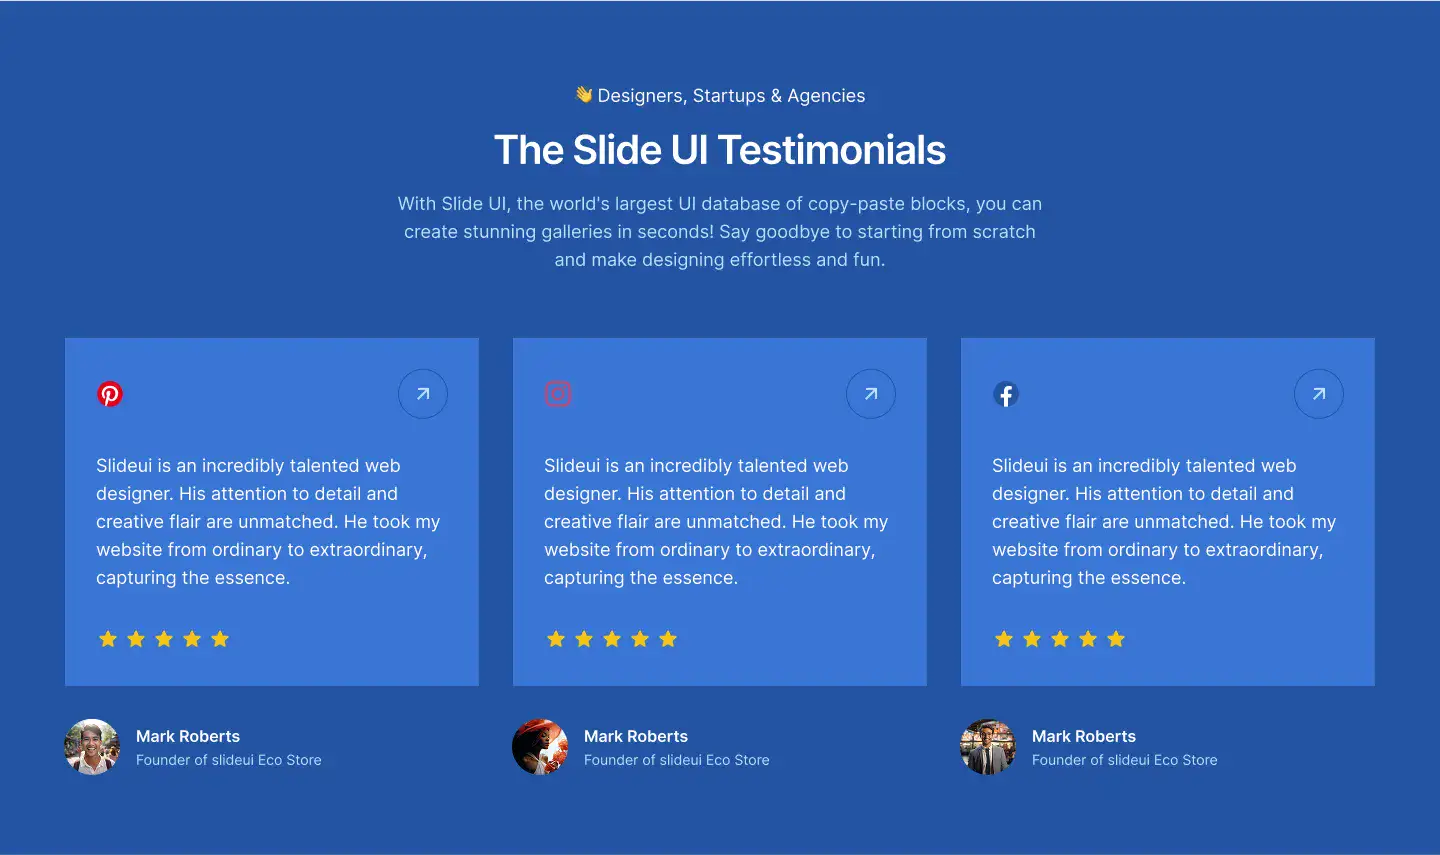 👋 Designers, Startups & Agencies
The Slide UI Testimonials
With Slide UI, the world's largest UI database of copy-paste blocks, you can
create stunning galleries in seconds! Say goodbye to starting from scratch
and make designing effortless and fun.
Slideui is an incredibly talented web
designer. His attention to detail and
creative flair are unmatched. He took my
website from ordinary to extraordinary,
capturing the essence.
Mark Roberts
Founder of slideui Eco Store
Slideui is an incredibly talented web
designer. His attention to detail and
creative flair are unmatched. He took my
website from ordinary to extraordinary,
capturing the essence.
Mark Roberts
Founder of slideui Eco Store
Slideui is an incredibly talented web
designer. His attention to detail and
creative flair are unmatched. He took my
website from ordinary to extraordinary,
capturing the essence.
Mark Roberts
Founder of slideui Eco Store